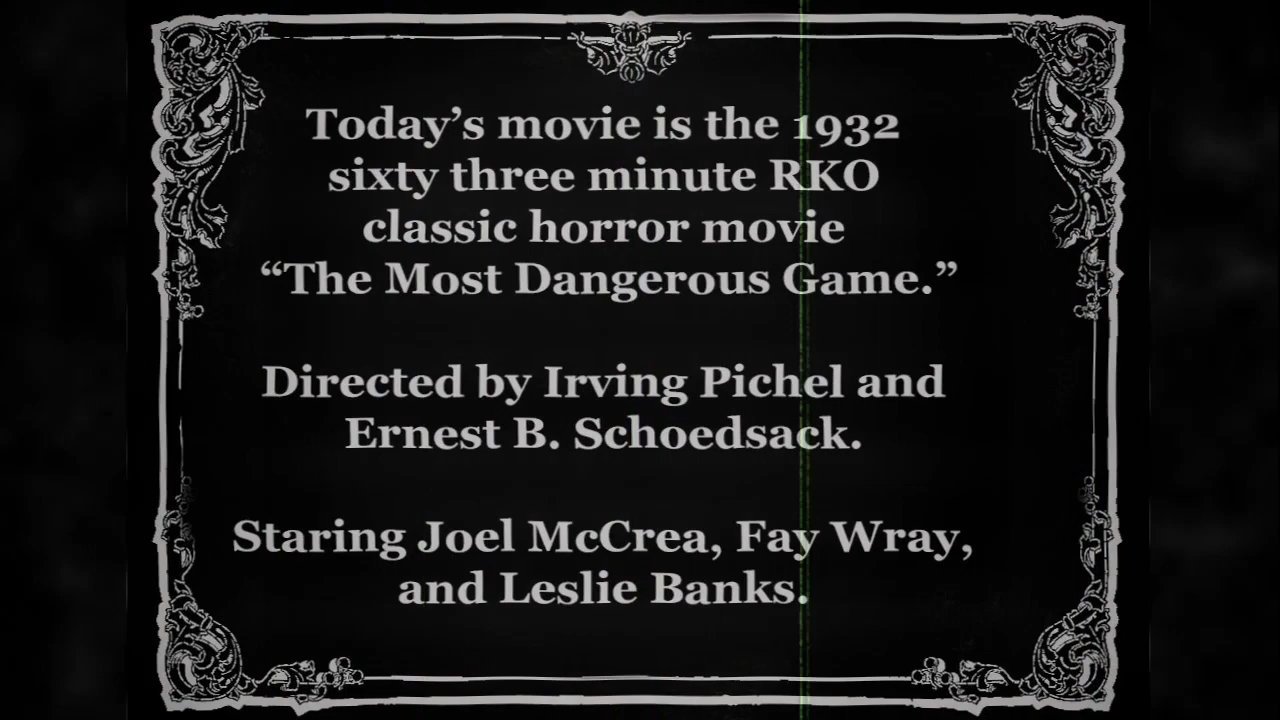 Today’s movie is the 1932
sixty three minute RKO
classic horror movie
“The Most Dangerous Game.”
Directed by Irving Pichel and
Ernest B. Schoedsack.
Staring Joel McCrea, Fay Wray,
and Leslie Banks.